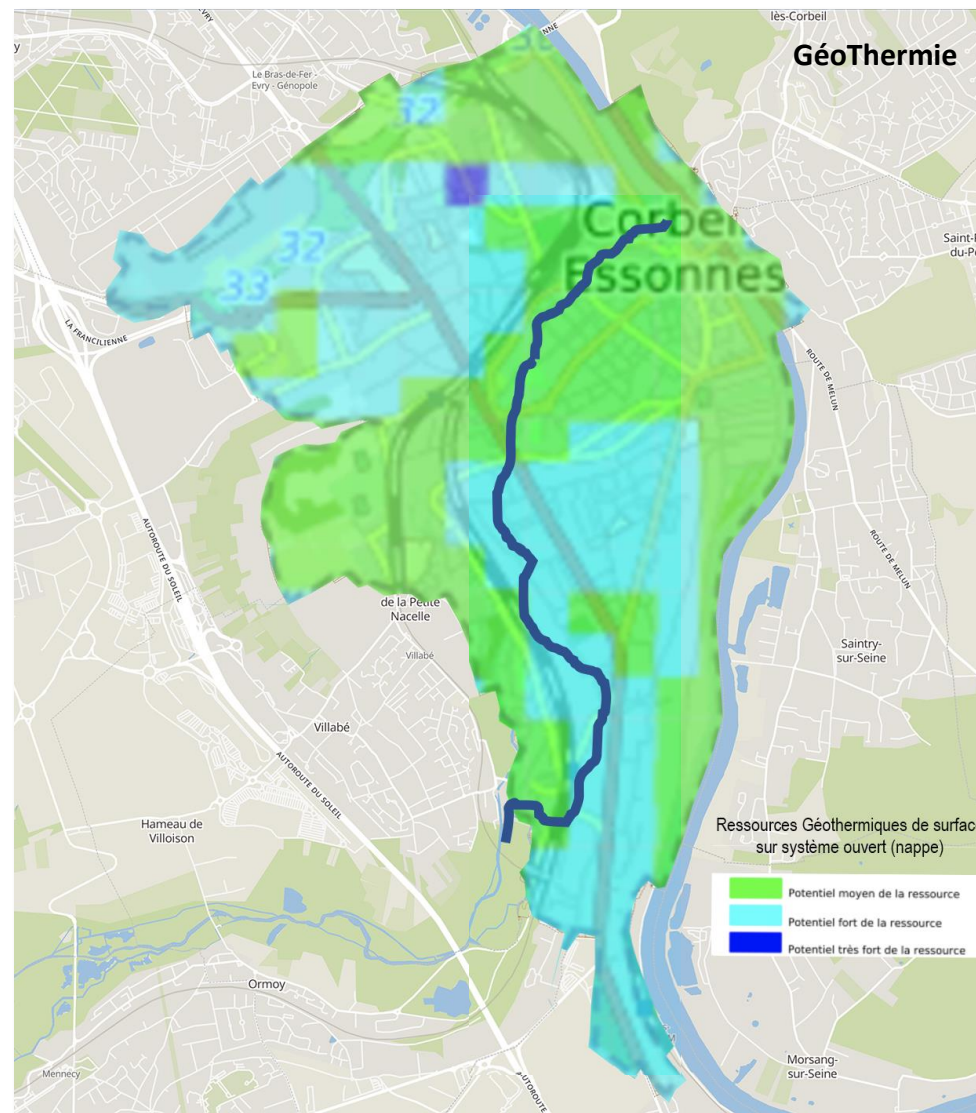 lès-Corbeil
GéoThermie
Le Bras-de-Fer -
Evry - Génopole
32
32
33
Corbeil
Essonnes
LA FRANCILIENNE
ROUTE DE MELUN
ROUTE DE MELUN
AUTOROUTE DU SOLEIL
de la Petite
Nacelle
Villabé
Saintry-
sur-Seine
Villabé
AUTOROUTE DU SOLEIL
Hameau de
Villoison
Ressources Géothermiques de surfac
sur système ouvert (nappe)
Potentiel moyen de la ressource
Potentiel fort de la ressource
Potentiel très fort de la ressource
Ormoy
Mennecy
Morsang-
sur-Seine